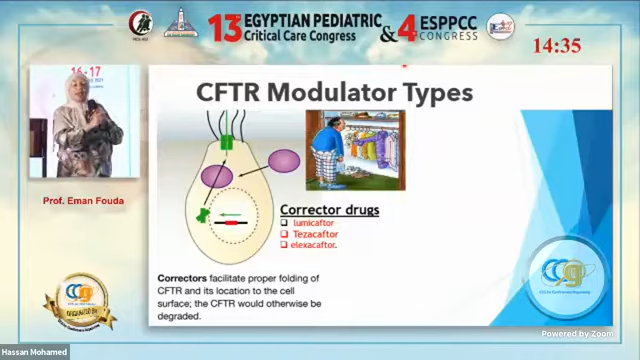 13 EGYPTIAN PEDIATRIC
Critical Care Congress
& 4 ESPPCC
CONGRESS
14:35
16-17
Prof. Eman Fouda
CFTR Modulator Types
Corrector drugs
lumicaftor
Tezacaftor
elexacaftor.
Correctors facilitate proper folding of
CFTR and its location to the cell
surface; the CFTR would otherwise be
degraded.
Powered by Zoom
Hassan Mohamed